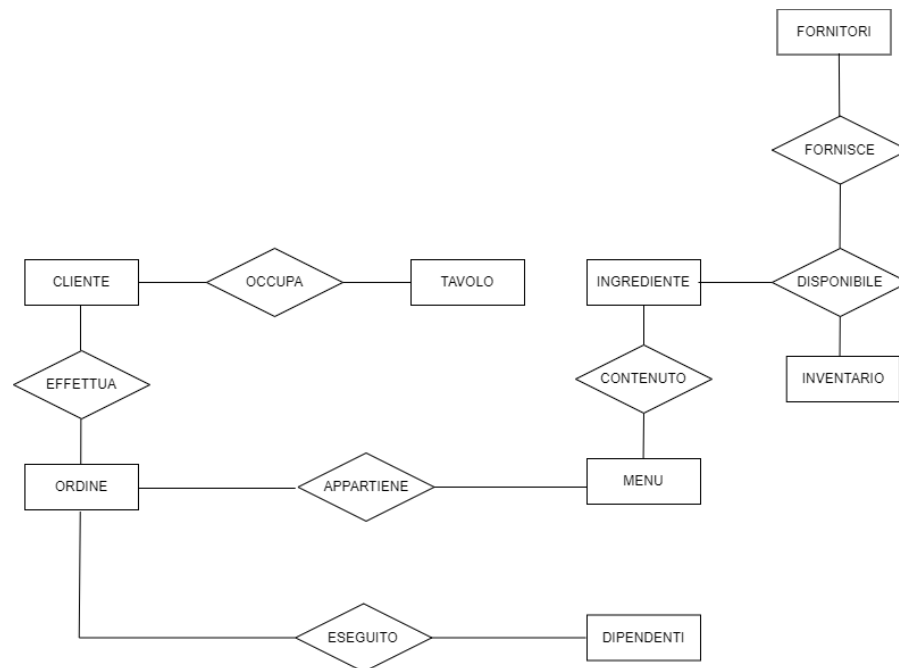 FORNITORI
FORNISCE
CLIENTE
OCCUPA
TAVOLO
INGREDIENTE
DISPONIBILE
EFFETTUA
CONTENUTO
INVENTARIO
ORDINE
APPARTIENE
MENU
ESEGUITO
DIPENDENTI